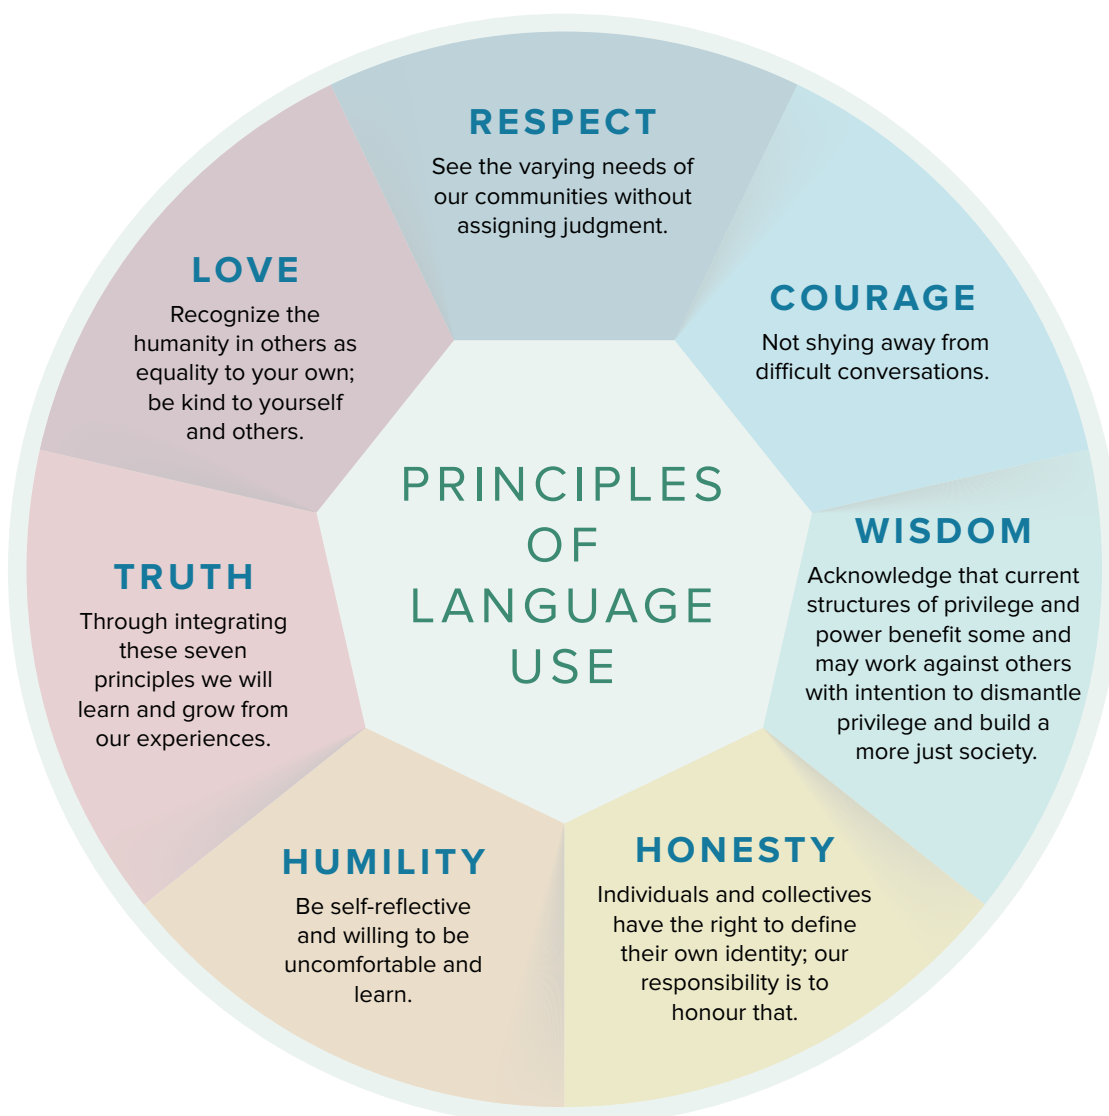 PRINCIPLES
OF
LANGUAGE
USE
RESPECT
See the varying needs of
our communities without
assigning judgment.
COURAGE
Not shying away from
difficult conversations.
WISDOM
Acknowledge that current
structures of privilege and
power benefit some and
may work against others
with intention to dismantle
privilege and build a
more just society.
HONESTY
Individuals and collectives
have the right to define
their own identity; our
responsibility is to
honour that.
HUMILITY
Be self-reflective
and willing to be
uncomfortable and
learn.
TRUTH
Through integrating
these seven
principles we will
learn and grow from
our experiences.
LOVE
Recognize the
humanity in others as
equality to your own;
be kind to yourself
and others.